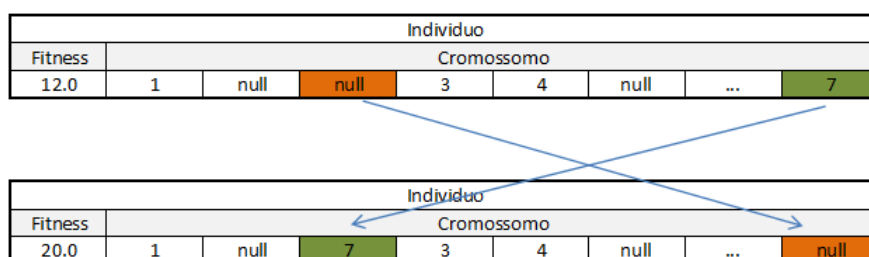 Individuo
Fitness Cromossomo
12.0 1 null null 3 4 null ... 7
Individuo
Fitness Cromossomo
20.0 1 null 7 3 4 null ... null